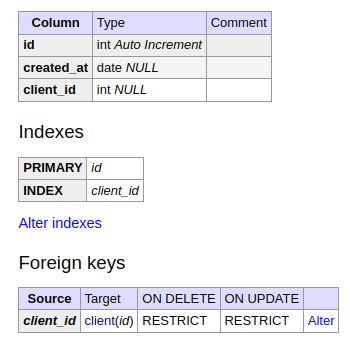 Column Type Comment
id int Auto Increment
created_at date NULL
client_id int NULL
Indexes
PRIMARY id
INDEX client_id
Alter indexes
Foreign keys
Source Target ON DELETE ON UPDATE
client_id client(id) RESTRICT RESTRICT Alter